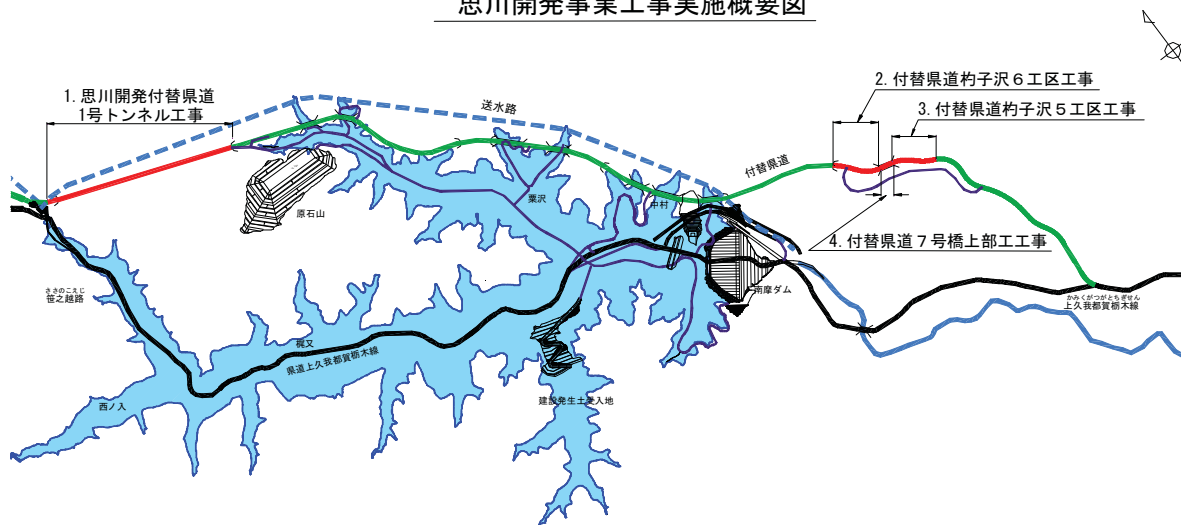 思川開発事業工事実施概要図
1. 思川開発付替県道
1号トンネル工事
送水路
2. 付替県道杓子沢６工区工事
3. 付替県道杓子沢５工区工事
付替県道
4. 付替県道７号橋上部工工事
原石山
粟沢
中村
南摩ダム
ささのこえじ
笹之越路
かみくがつがとちぎせん
上久我都賀栃木線
梶又
県道上久我都賀栃木線
西ノ入
建設発生土受入地